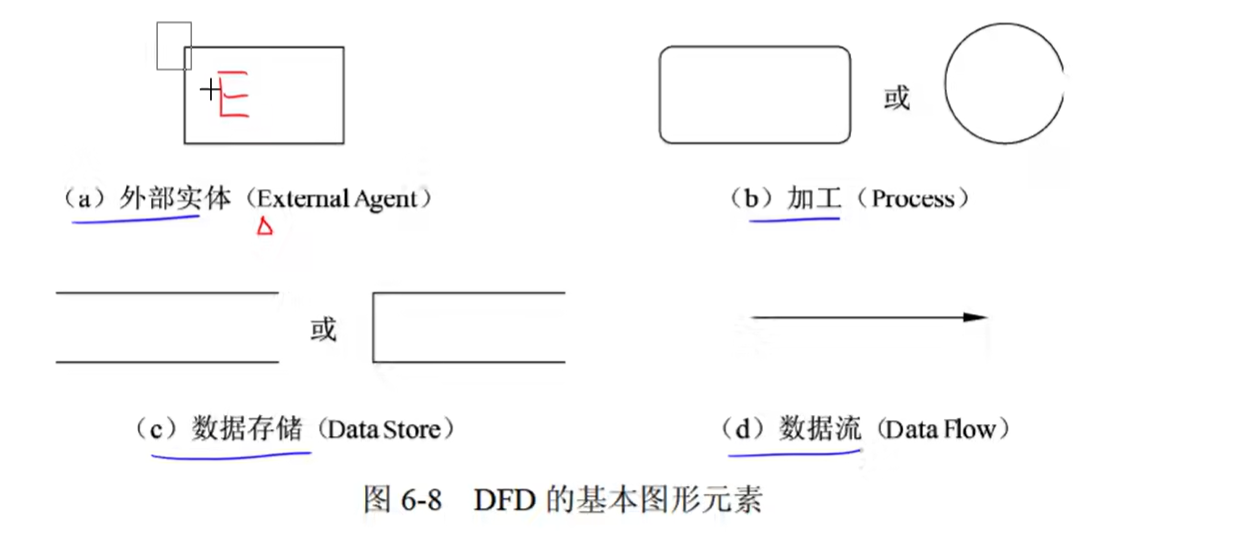 E
或
(a)外部实体(External Agent)
(b)加工(Process)
或
(c)数据存储(Data Store)
(d)数据流(Data Flow)
图 6-8 DFD 的基本图形元素